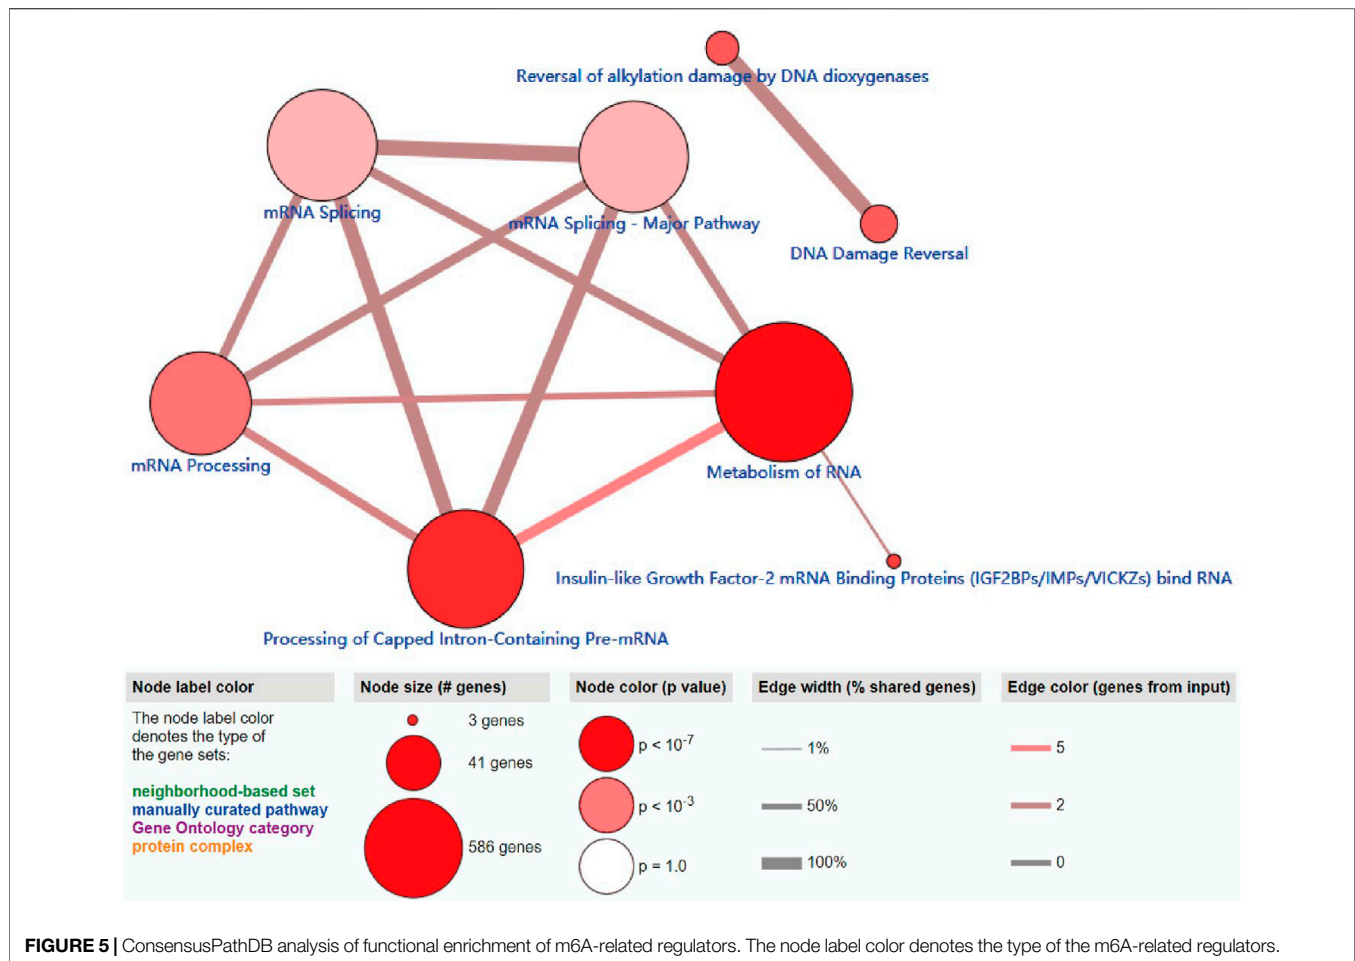 Reversal of alkylation damage by DNA dioxygenases
mRNA Splicing
mRNA Splicing - Major Pathway
DNA Damage Reversal
mRNA Processing
Metabolism of RNA
Insulin-like Growth Factor-2 mRNA Binding Proteins (IGF2BPs/IMPs/VICKZs) bind RNA
Processing of Capped Intron-Containing Pre-mRNA
Node label color
The node label color
denotes the type of
the gene sets:
neighborhood-based set
manually curated pathway
Gene Ontology category
protein complex
Node size (# genes)
3 genes
41 genes
586 genes
Node color (p value)
p < 10-7
p < 10-3
p = 1.0
Edge width (% shared genes)
1%
50%
100%
Edge color (genes from input)
5
2
0
FIGURE 5 | ConsensusPathDB analysis of functional enrichment of m6A-related regulators. The node label color denotes the type of the m6A-related regulators.